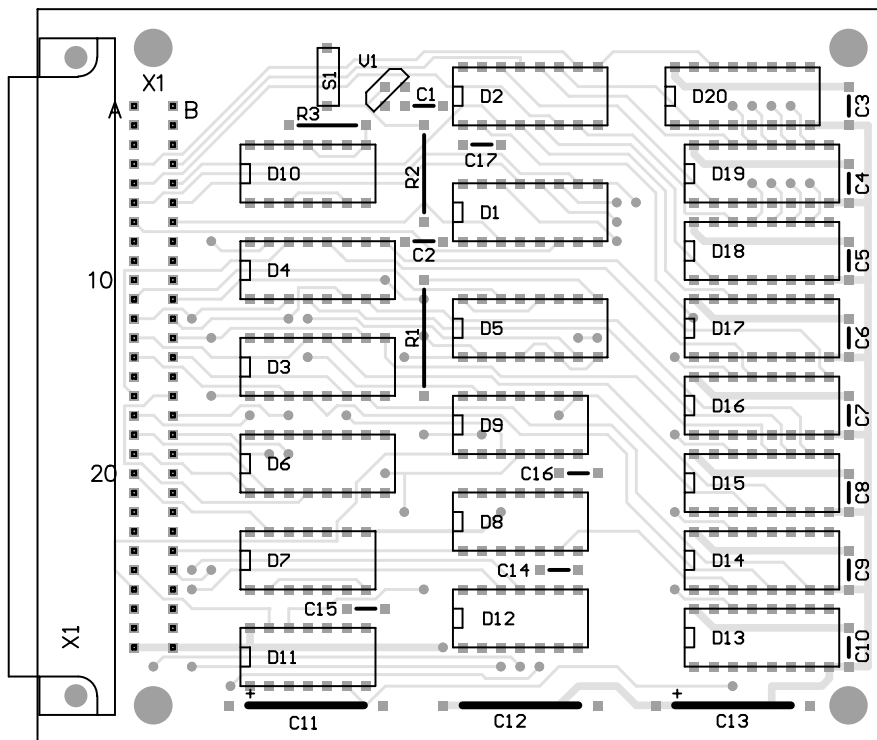 X1
A
B
S1
V1
C1
D2
D20
C3
R3
C17
D10
R2
D19
C4
D1
D18
C5
C2
D4
10
R1
D5
D17
C6
D3
D16
C7
D9
D6
20
C16
D15
C8
D8
D7
C14
D14
C9
C15
D12
X1
D13
C10
D11
+
C11
C12
+
C13